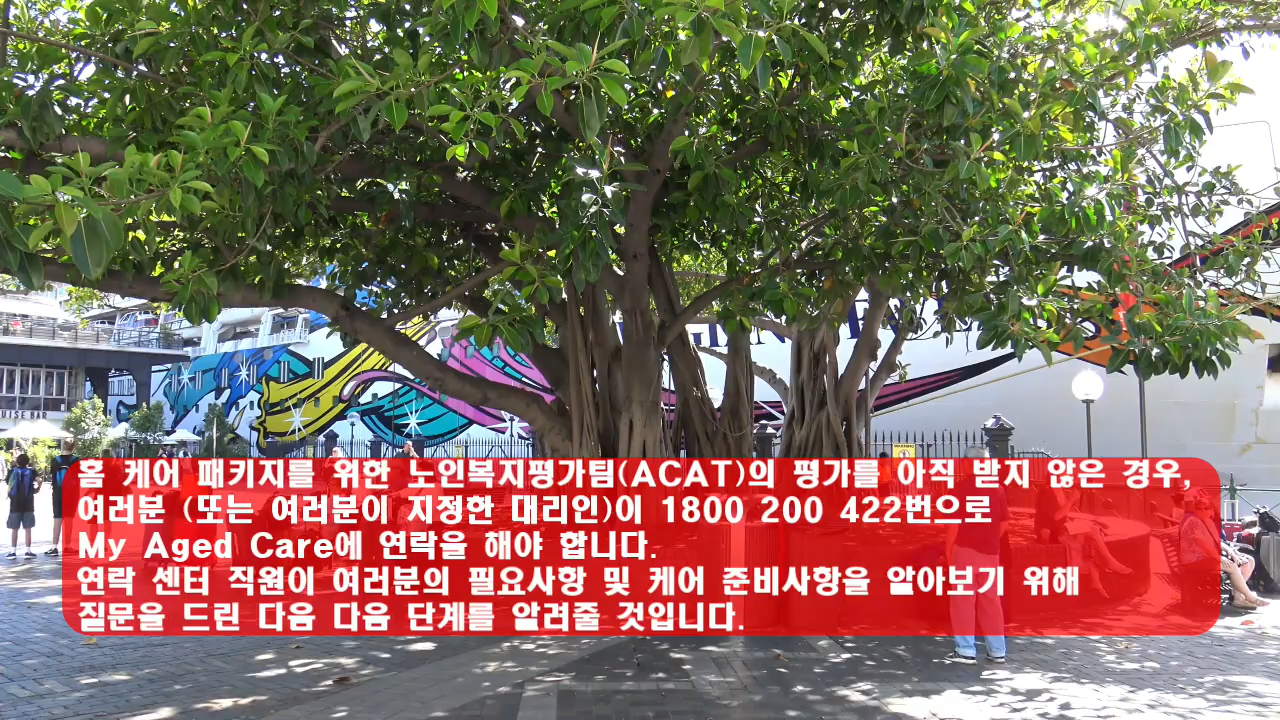 UISE BAR
WARNING
홈 케어 패키지를 위한 노인복지평가팀(ACAT)의 평가를 아직 받지 않은 경우,
여러분 (또는 여러분이 지정한 대리인)이 1800 200 422번으로
My Aged Care에 연락을 해야 합니다.
연락 센터 직원이 여러분의 필요사항 및 케어 준비사항을 알아보기 위해
질문을 드린 다음 다음 단계를 알려줄 것입니다.